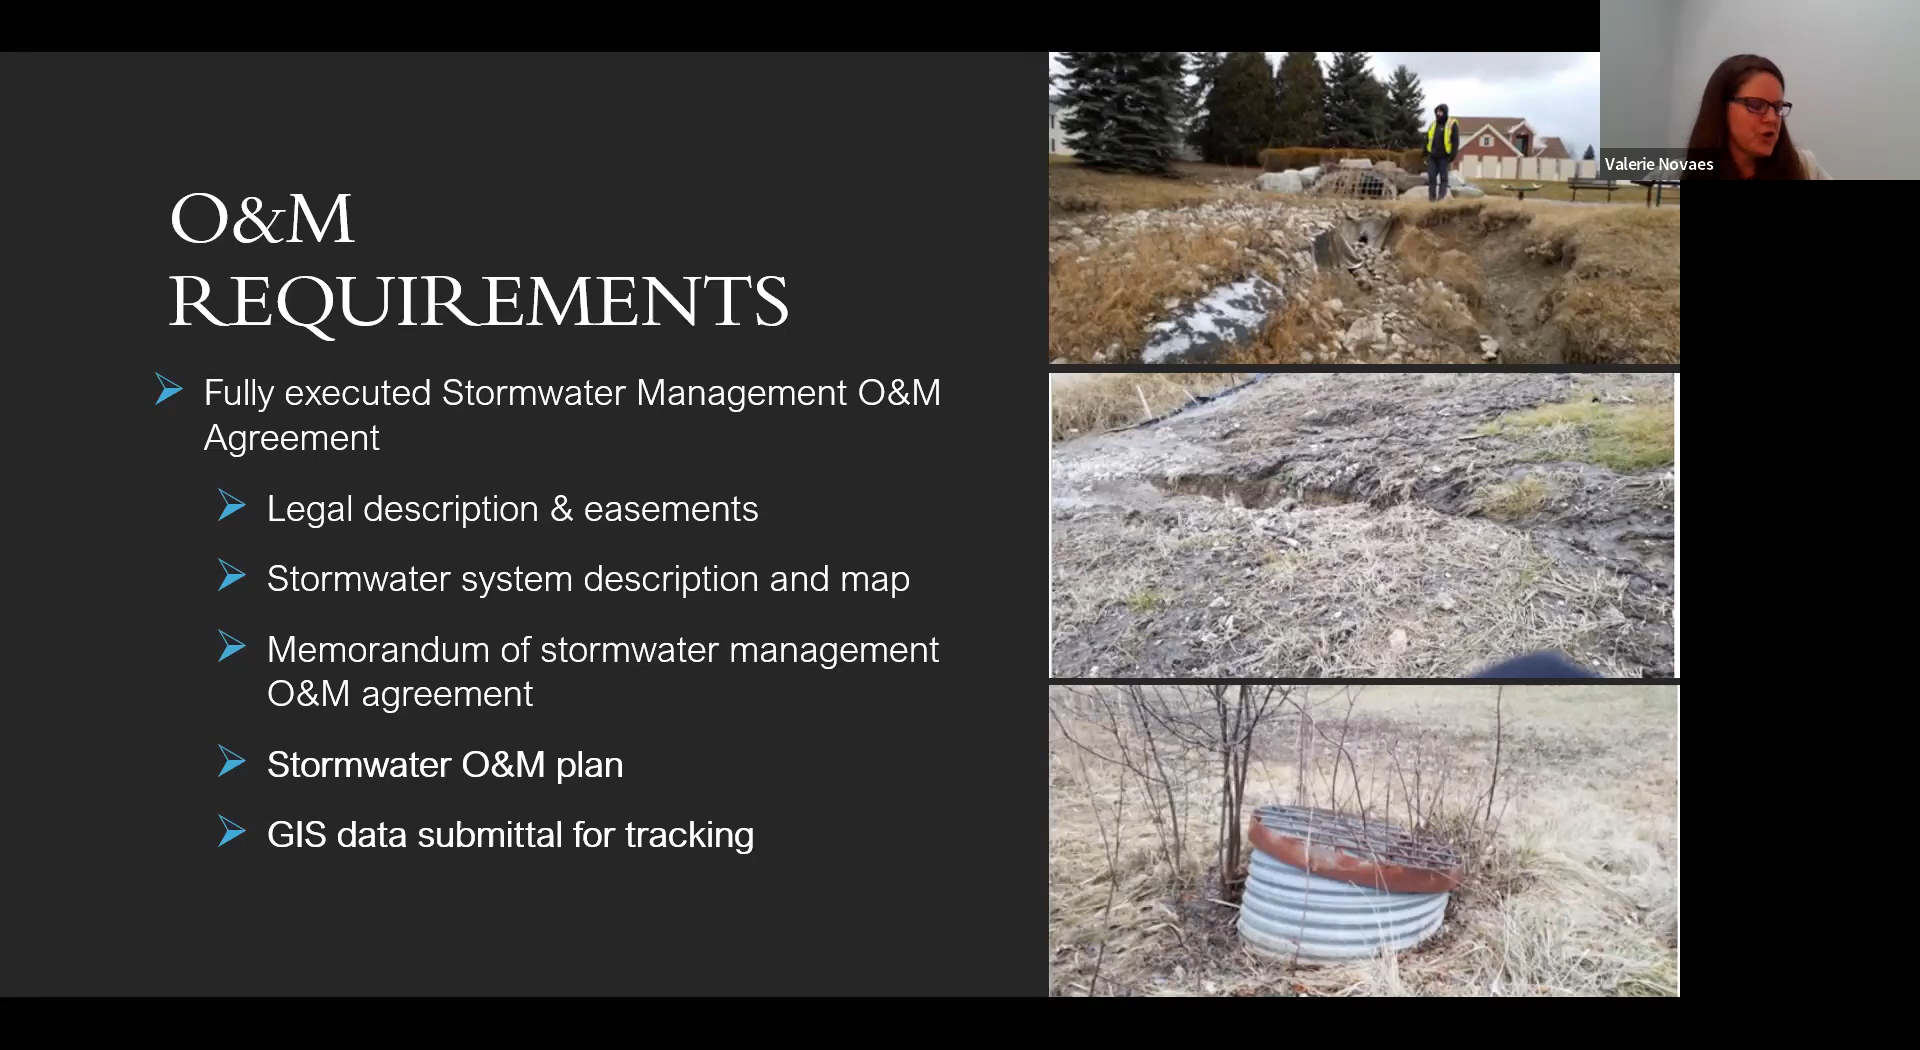 O&M
REQUIREMENTS
Fully executed Stormwater Management O&M
Agreement
Legal description & easements
Stormwater system description and map
Memorandum of stormwater management
O&M agreement
Stormwater O&M plan
GIS data submittal for tracking
Valerie Novaes